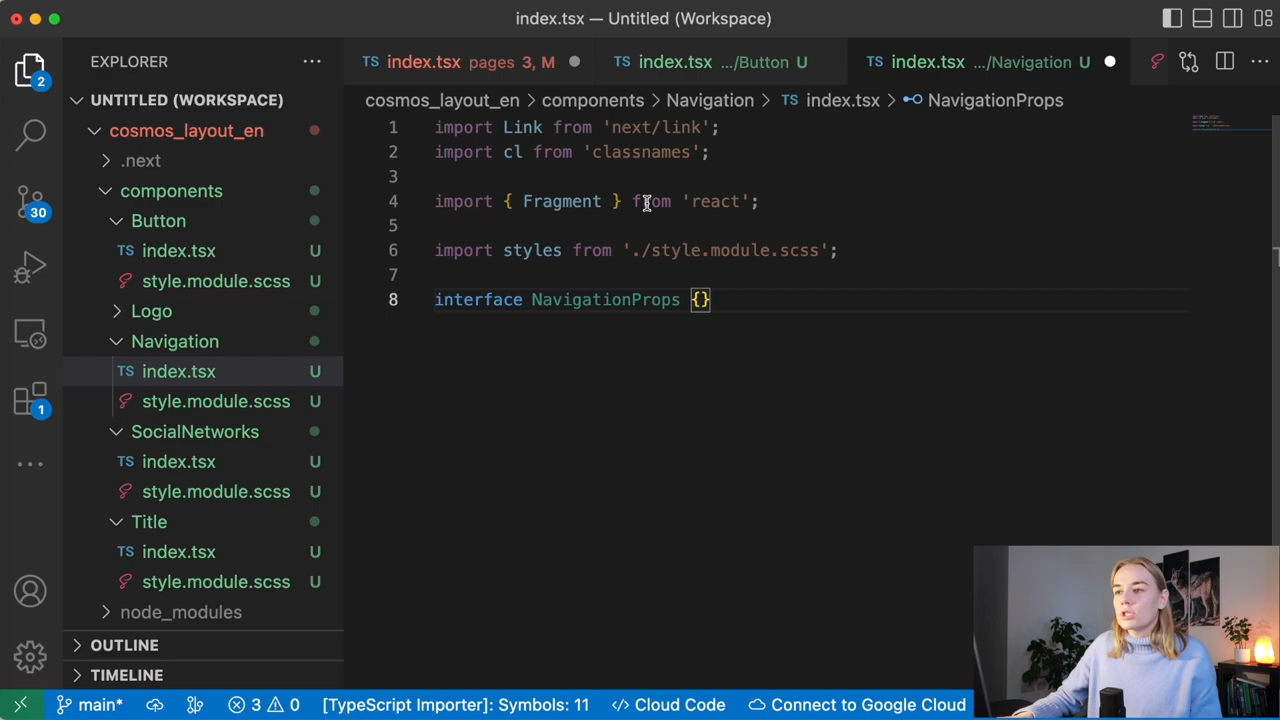 index.tsx — Untitled (Workspace)
EXPLORER
TS index.tsx pages 3, M
TS index.tsx .../Button U
TS index.tsx .../Navigation U
2
UNTITLED (WORKSPACE)
cosmos_layout_en > components > Navigation > TS index.tsx > NavigationProps
cosmos_layout_en
.next
components
Button
TS index.tsx U
style.module.scss U
Logo
Navigation
TS index.tsx U
style.module.scss U
SocialNetworks
TS index.tsx U
style.module.scss U
Title
TS index.tsx U
style.module.scss U
node_modules
OUTLINE
TIMELINE
30
1
1 import Link from 'next/link';
2 import cl from 'classnames';
3
4 import { Fragment } from 'react';
5
6 import styles from './style.module.scss';
7
8 interface NavigationProps {}
main* 3 0 [TypeScript Importer]: Symbols: 11 Cloud Code Connect to Google Cloud